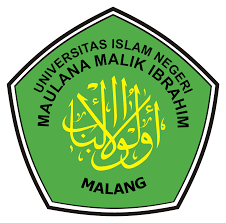 UNIVERSITAS ISLAM NEGERI
MAULANA MALIK IBRAHIM
أولو الألباب
MALANG